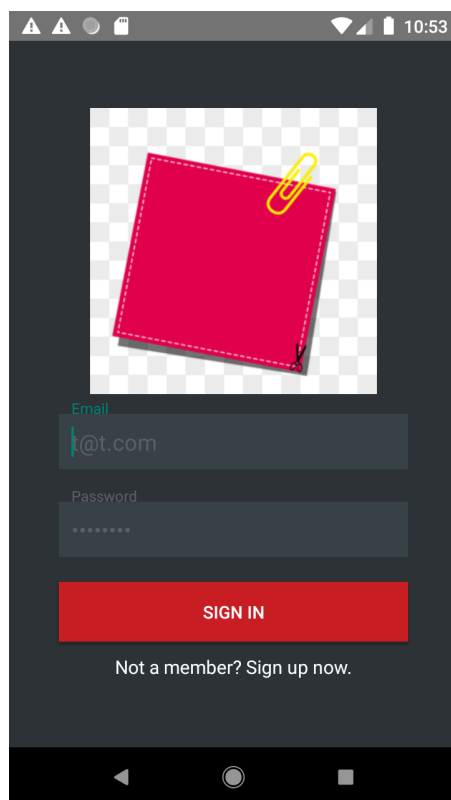 10:53
Email
t@t.com
Password
••••••••
SIGN IN
Not a member? Sign up now.